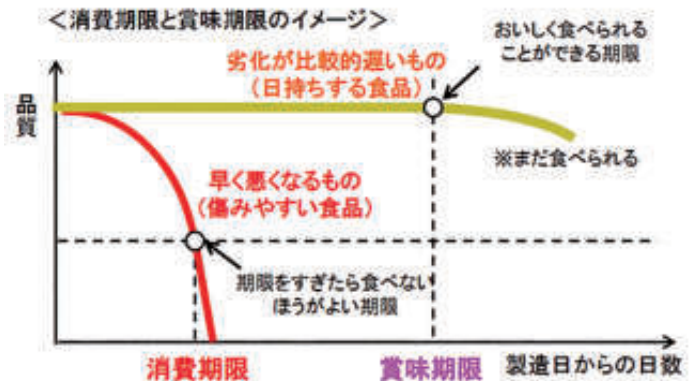 ＜消費期限と賞味期限のイメージ＞
おいしく食べられる
ことができる期限
劣化が比較的遅いもの
（日持ちする食品）
品質
※まだ食べられる
早く悪くなるもの
（傷みやすい食品）
期限をすぎたら食べない
ほうがよい期限
消費期限
賞味期限
製造日からの日数